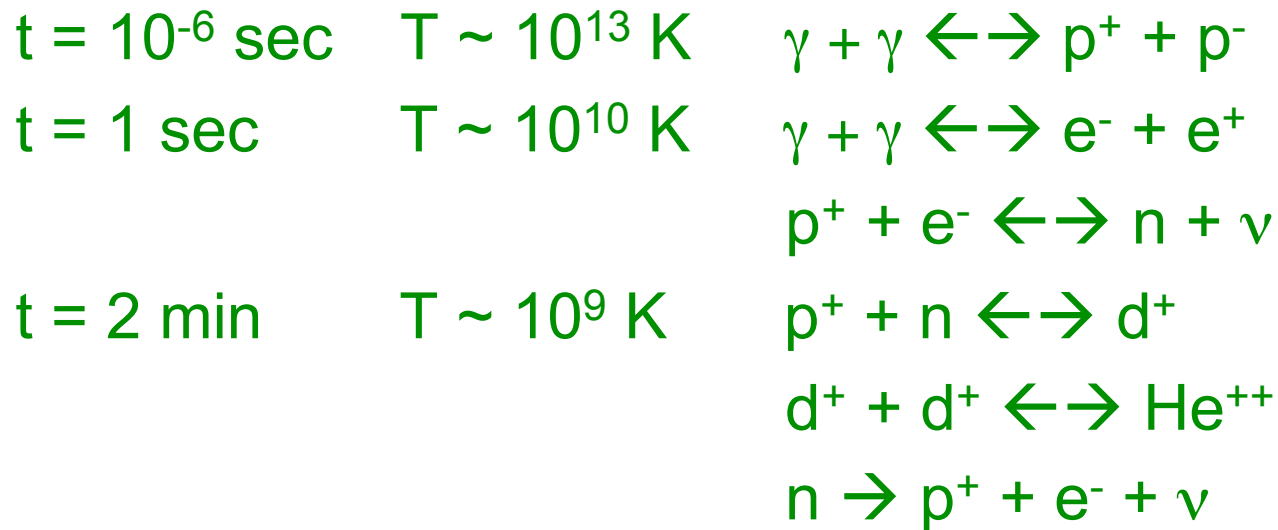 t = 10⁻⁶ sec T ~ 10¹³ K γ + γ ←→ p⁺ + p⁻
t = 1 sec T ~ 10¹⁰ K γ + γ ←→ e⁻ + e⁺
p⁺ + e⁻ ←→ n + ν
t = 2 min T ~ 10⁹ K p⁺ + n ←→ d⁺
d⁺ + d⁺ ←→ He⁺⁺
n → p⁺ + e⁻ + ν